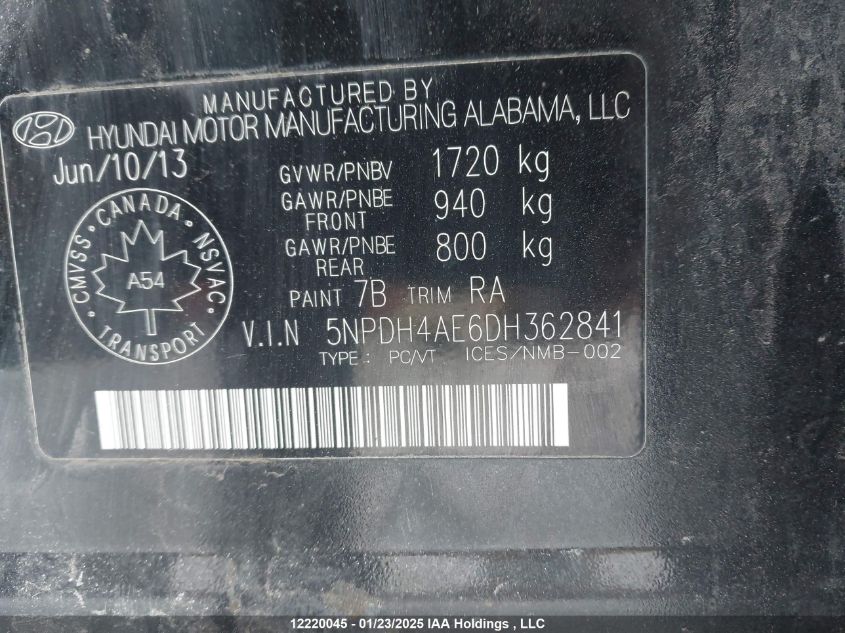 MANUFACTURED BY
HYUNDAI MOTOR MANUFACTURING ALABAMA, LLC
Jun/10/13
GVWR/PNBV 1720 kg
GAWR/PNBE FRONT 940 kg
GAWR/PNBE REAR 800 kg
PAINT 7B TRIM RA
CANADA
CMVSS NSVAC
A54
TRANSPORT
V.I.N 5NPDH4AE6DH362841
TYPE : PC/VT ICES/NMB-002
12220045 - 01/23/2025 IAA Holdings , LLC